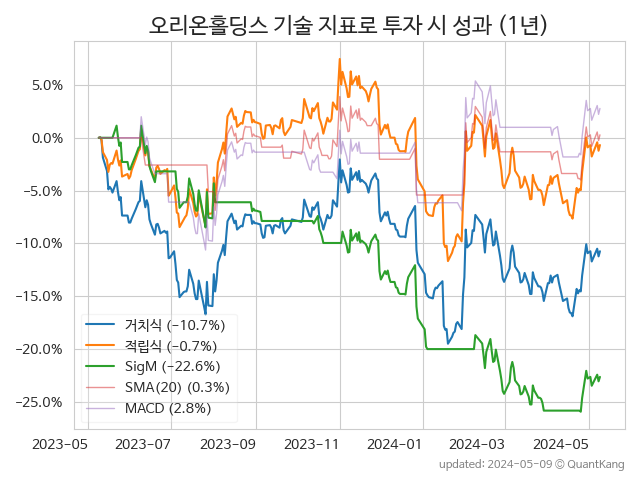 오리온홀딩스 기술 지표로 투자 시 성과 (1년)
5.0%
0.0%
−5.0%
−10.0%
−15.0%
−20.0%
−25.0%
거치식 (−10.7%)
적립식 (−0.7%)
SigM (−22.6%)
SMA(20) (0.3%)
MACD (2.8%)
2023−05
2023−07
2023−09
2023−11
2024−01
2024−03
2024−05
updated: 2024−05−09 © QuantKang